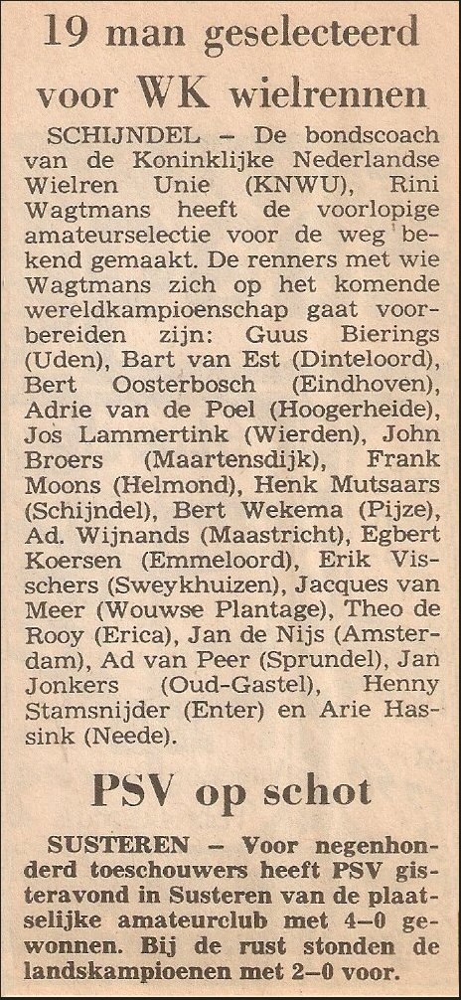 19 man geselecteerd
voor WK wielrennen
SCHIJNDEL – De bondscoach
van de Koninklijke Nederlandse
Wielren Unie (KNWU), Rini
Wagtmans heeft de voorlopige
amateurselectie voor de weg be-
kend gemaakt. De renners met wie
Wagtmans zich op het komende
wereldkampioenschap gaat voor-
bereiden zijn: Guus Bierings
(Uden), Bart van Est (Dinteloord),
Bert Oosterbosch (Eindhoven),
Adrie van de Poel (Hoogerheide),
Jos Lammertink (Wierden), John
Broers (Maartensdijk), Frank
Moons (Helmond), Henk Mutsaars
(Schijndel), Bert Wekema (Pijze),
Ad. Wijnands (Maastricht), Egbert
Koersen (Emmeloord), Erik Vis-
schers (Sweykhuizen), Jacques van
Meer (Wouwse Plantage), Theo de
Rooy (Erica), Jan de Nijs (Amster-
dam), Ad van Peer (Sprundel), Jan
Jonkers (Oud-Gastel), Henny
Stamsnijder (Enter) en Arie Has-
sink (Neede).
PSV op schot
SUSTEREN – Voor negenhon-
derd toeschouwers heeft PSV gis-
teravond in Susteren van de plaat-
selijke amateurclub met 4–0 ge-
wonnen. Bij de rust stonden de
landskampioenen met 2–0 voor.